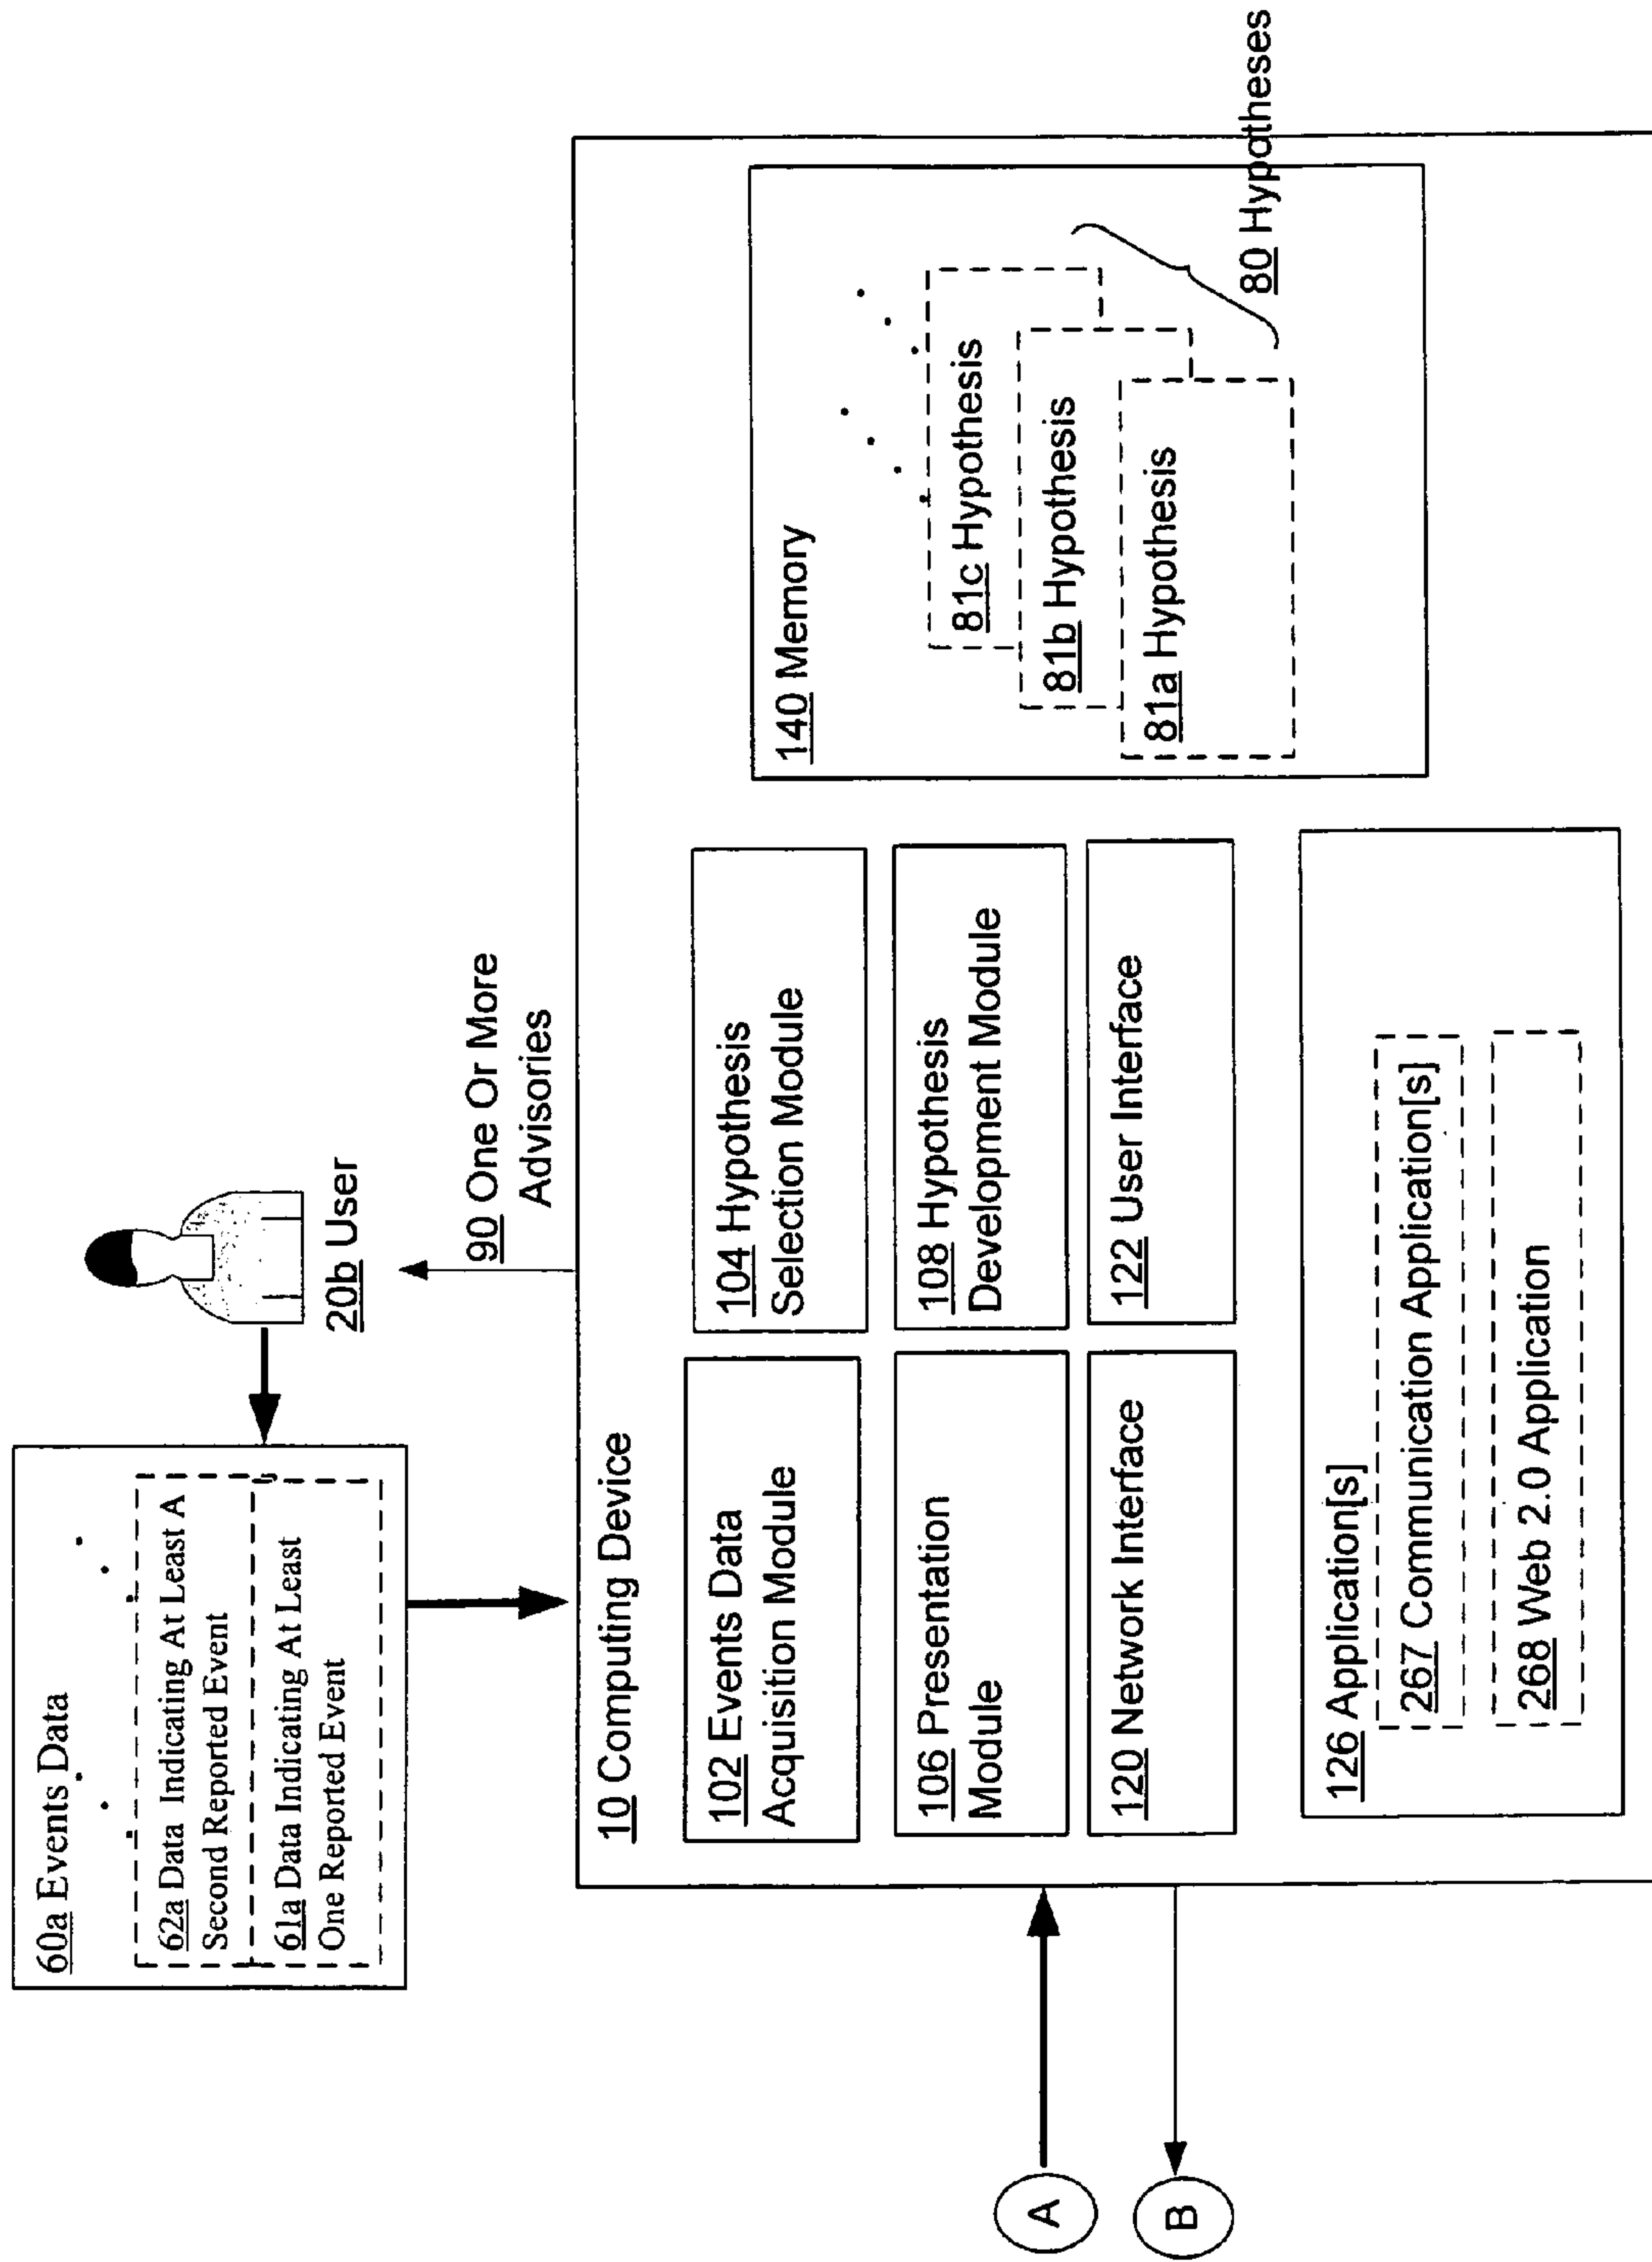 60a Events Data
62a Data Indicating At Least A
Second Reported Event
61a Data Indicating At Least
One Reported Event
20b User
90 One Or More
Advisories
10 Computing Device
102 Events Data
Acquisition Module
104 Hypothesis
Selection Module
106 Presentation
Module
108 Hypothesis
Development Module
120 Network Interface
122 User Interface
126 Application[s]
267 Communication Application[s]
268 Web 2.0 Application
140 Memory
81c Hypothesis
81b Hypothesis
81a Hypothesis
80 Hypotheses
A
B